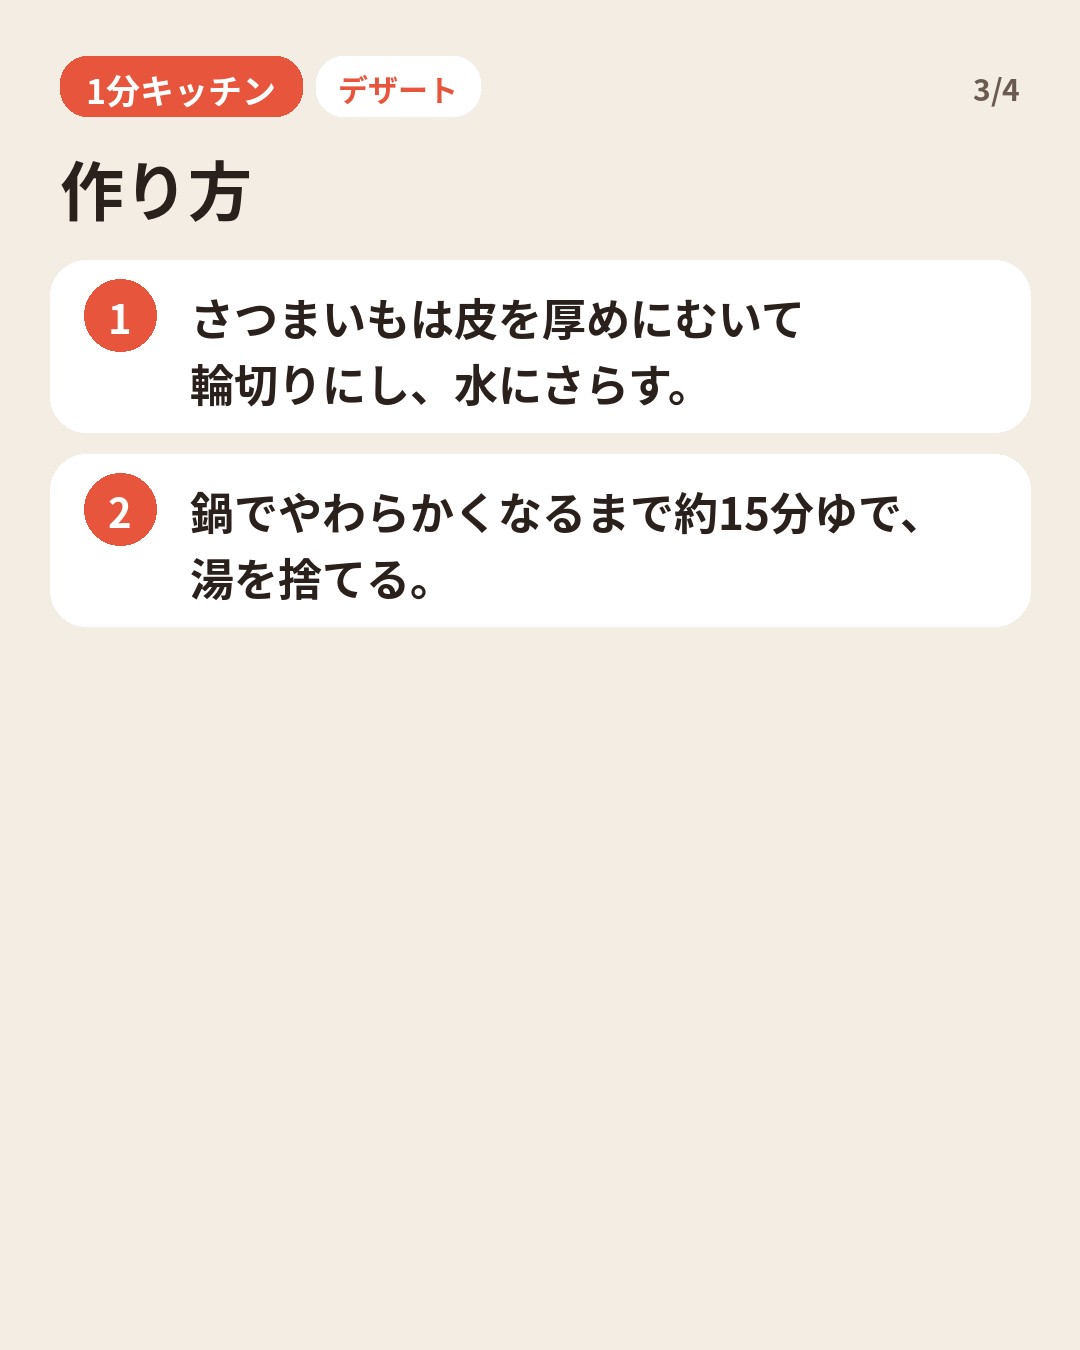 1分キッチン
デザート
3/4
作り方
1
さつまいもは皮を厚めにむいて
輪切りにし、水にさらす。
2
鍋でやわらかくなるまで約15分ゆで、
湯を捨てる。